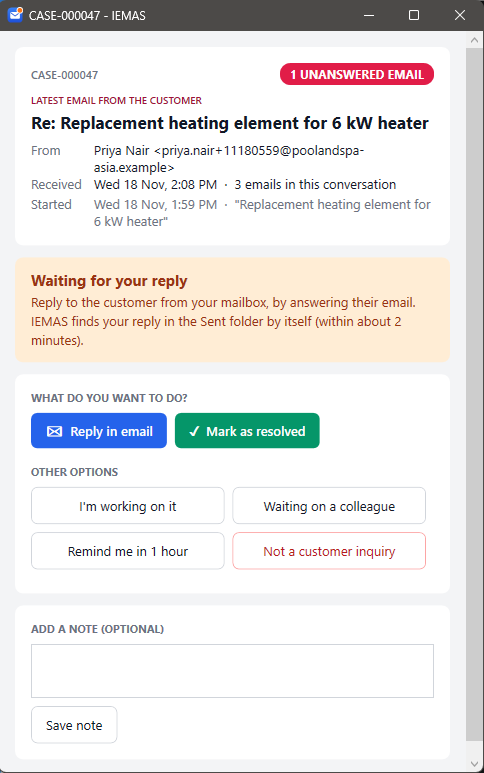 CASE-000047 - IEMAS
CASE-000047
1 UNANSWERED EMAIL
LATEST EMAIL FROM THE CUSTOMER
Re: Replacement heating element for 6 kW heater
From Priya Nair <priya.nair+11180559@poolandspa-
asia.example>
Received Wed 18 Nov, 2:08 PM · 3 emails in this conversation
Started Wed 18 Nov, 1:59 PM · "Replacement heating element for
6 kW heater"
Waiting for your reply
Reply to the customer from your mailbox, by answering their email.
IEMAS finds your reply in the Sent folder by itself (within about 2
minutes).
WHAT DO YOU WANT TO DO?
Reply in email
✓ Mark as resolved
OTHER OPTIONS
I'm working on it
Waiting on a colleague
Remind me in 1 hour
Not a customer inquiry
ADD A NOTE (OPTIONAL)
Save note